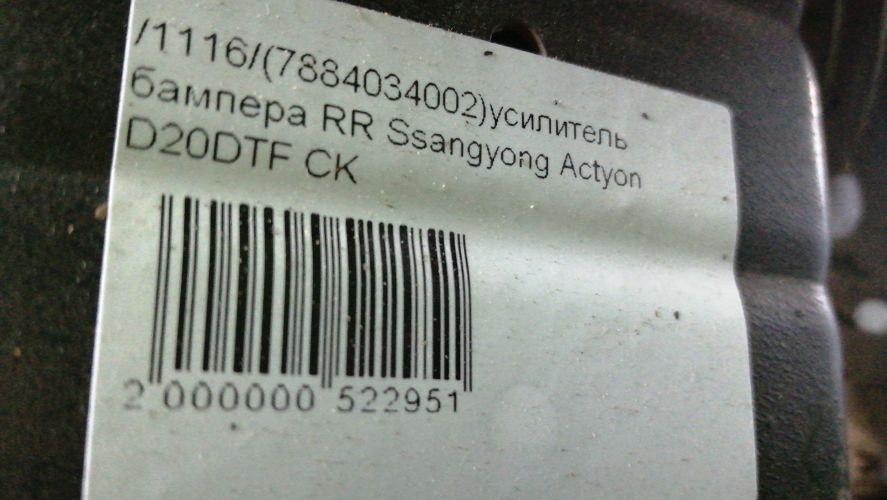 /1116/(7884034002)усилитель
бампера RR Ssangyong Actyon
D20DTF CK
2 000000 522951